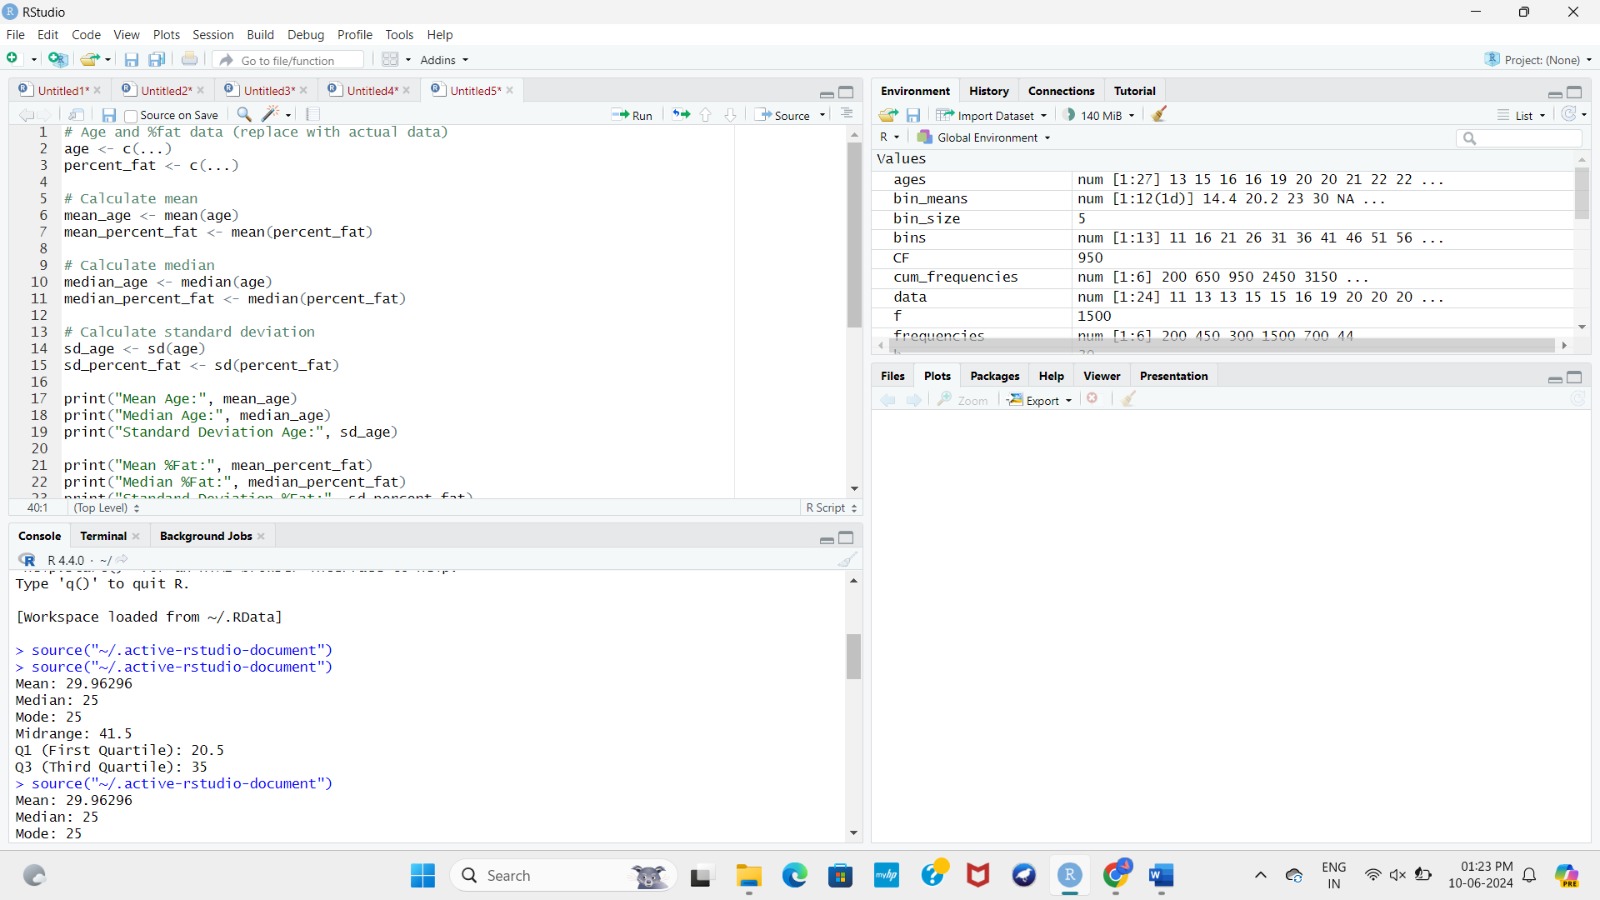 RStudio
File Edit Code View Plots Session Build Debug Profile Tools Help
Go to file/function Addins Project: (None)
Untitled1* Untitled2* Untitled3* Untitled4* Untitled5*
Source on Save Run Source
1 # Age and %fat data (replace with actual data)
2 age <- c(...)
3 percent_fat <- c(...)
4
5 # Calculate mean
6 mean_age <- mean(age)
7 mean_percent_fat <- mean(percent_fat)
8
9 # Calculate median
10 median_age <- median(age)
11 median_percent_fat <- median(percent_fat)
12
13 # Calculate standard deviation
14 sd_age <- sd(age)
15 sd_percent_fat <- sd(percent_fat)
16
17 print("Mean Age:", mean_age)
18 print("Median Age:", median_age)
19 print("Standard Deviation Age:", sd_age)
20
21 print("Mean %Fat:", mean_percent_fat)
22 print("Median %Fat:", median_percent_fat)
23 print("Standard Deviation %Fat:", sd_percent_fat)
40:1 (Top Level) R Script
Console Terminal Background Jobs
R 4.4.0 · ~/
Type 'q()' to quit R.
[Workspace loaded from ~/.RData]
> source("~/.active-rstudio-document")
> source("~/.active-rstudio-document")
Mean: 29.96296
Median: 25
Mode: 25
Midrange: 41.5
Q1 (First Quartile): 20.5
Q3 (Third Quartile): 35
> source("~/.active-rstudio-document")
Mean: 29.96296
Median: 25
Mode: 25
Environment History Connections Tutorial
Import Dataset 140 MiB List
R Global Environment
Values
ages num [1:27] 13 15 16 16 19 20 20 21 22 22 ...
bin_means num [1:12(1d)] 14.4 20.2 23 30 NA ...
bin_size 5
bins num [1:13] 11 16 21 26 31 36 41 46 51 56 ...
CF 950
cum_frequencies num [1:6] 200 650 950 2450 3150 ...
data num [1:24] 11 13 13 15 15 16 19 20 20 20 ...
f 1500
frequencies num [1:6] 200 450 300 1500 700 44
Files Plots Packages Help Viewer Presentation
Zoom Export
Search
myhp
ENG
IN
01:23 PM
10-06-2024
PRE